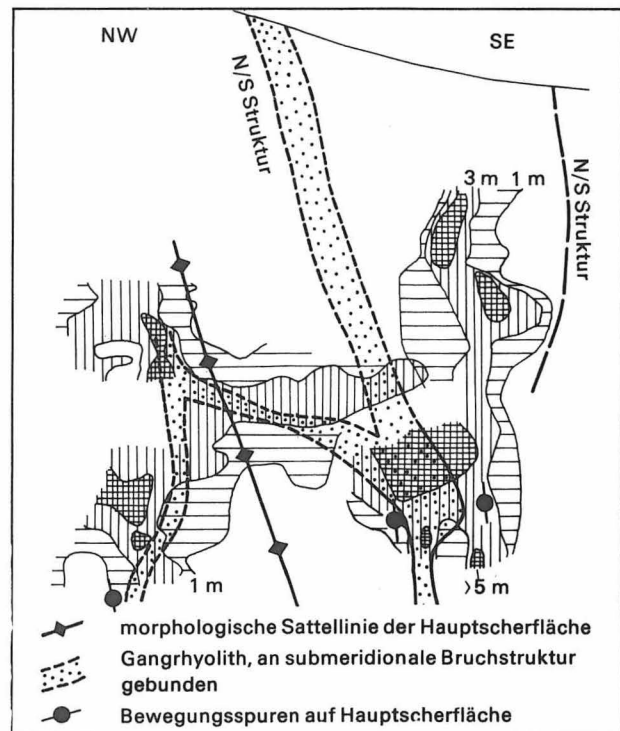 NW
SE
N/S Struktur
N/S Struktur
3 m 1 m
1 m
>5 m
morphologische Sattellinie der Hauptscherfläche
Gangrhyolith, an submeridionale Bruchstruktur
gebunden
Bewegungsspuren auf Hauptscherfläche